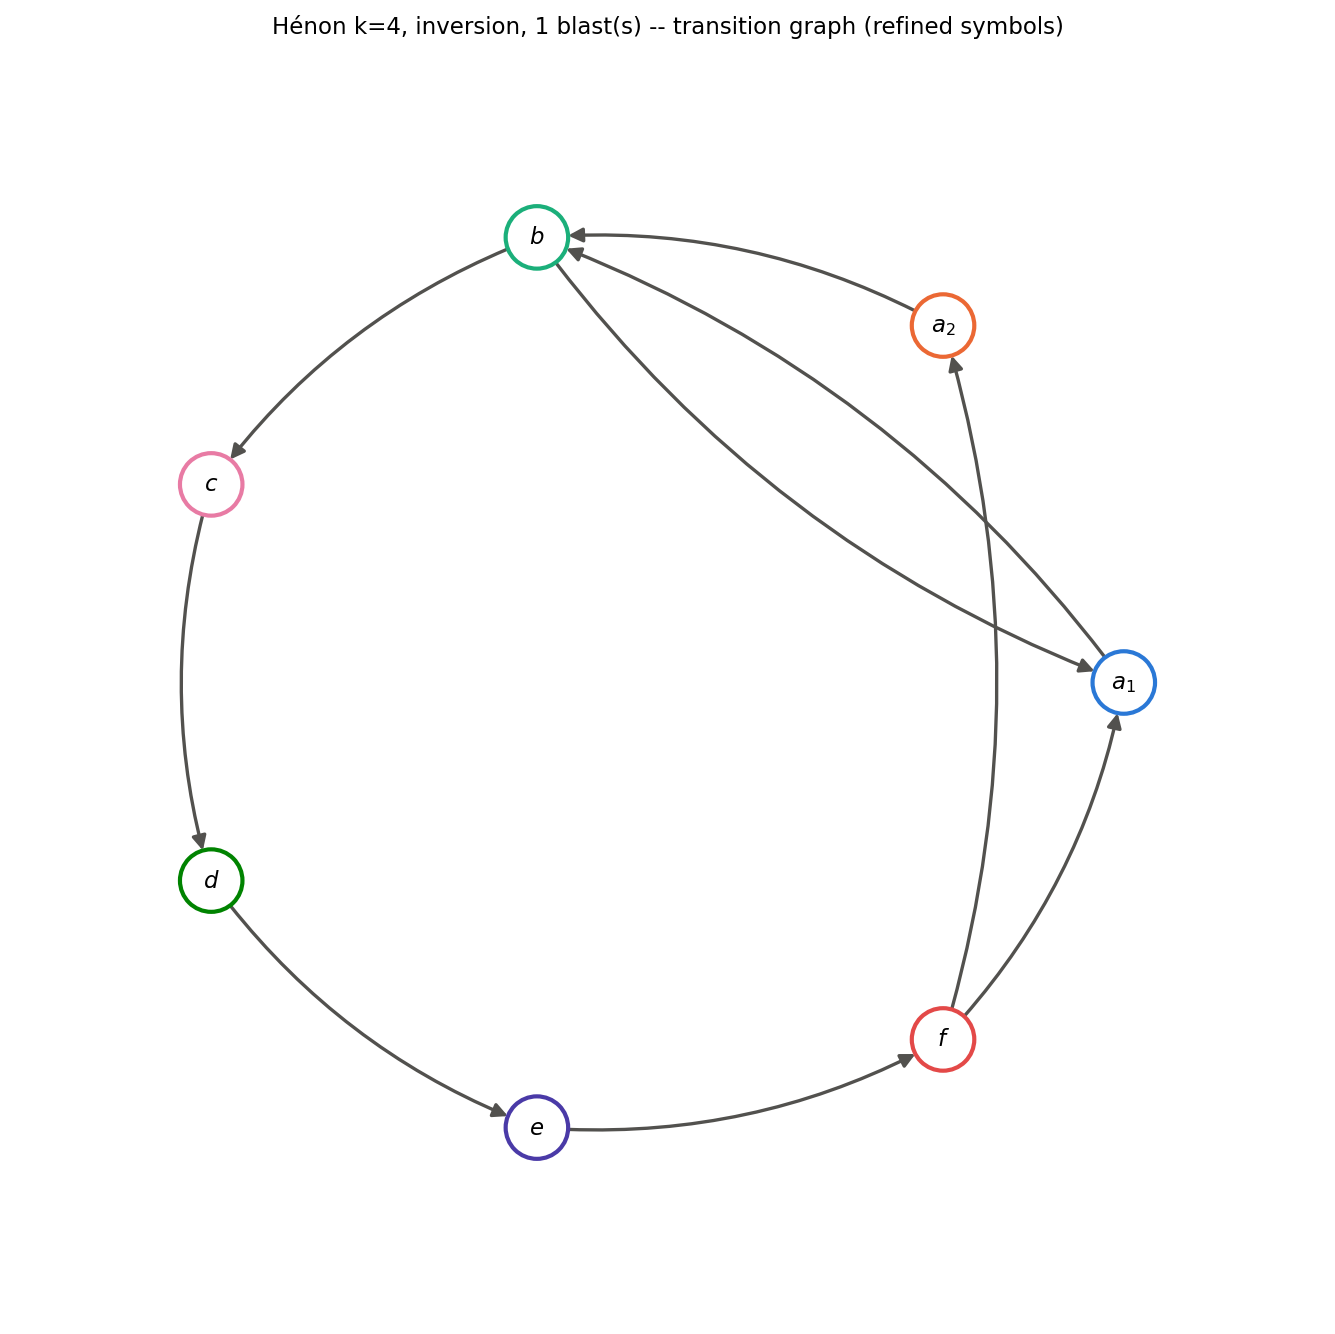 Hénon k=4, inversion, 1 blast(s) -- transition graph (refined symbols)
b
a₂
c
a₁
d
f
e